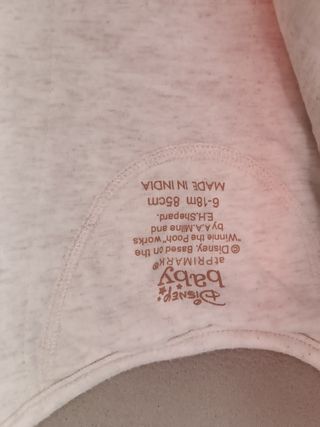 Disney
baby
at PRIMARK®
© Disney. Based on the
"Winnie the Pooh" works
by A.A.Milne and
E.H.Shepard.
6-18m 85cm
MADE IN INDIA